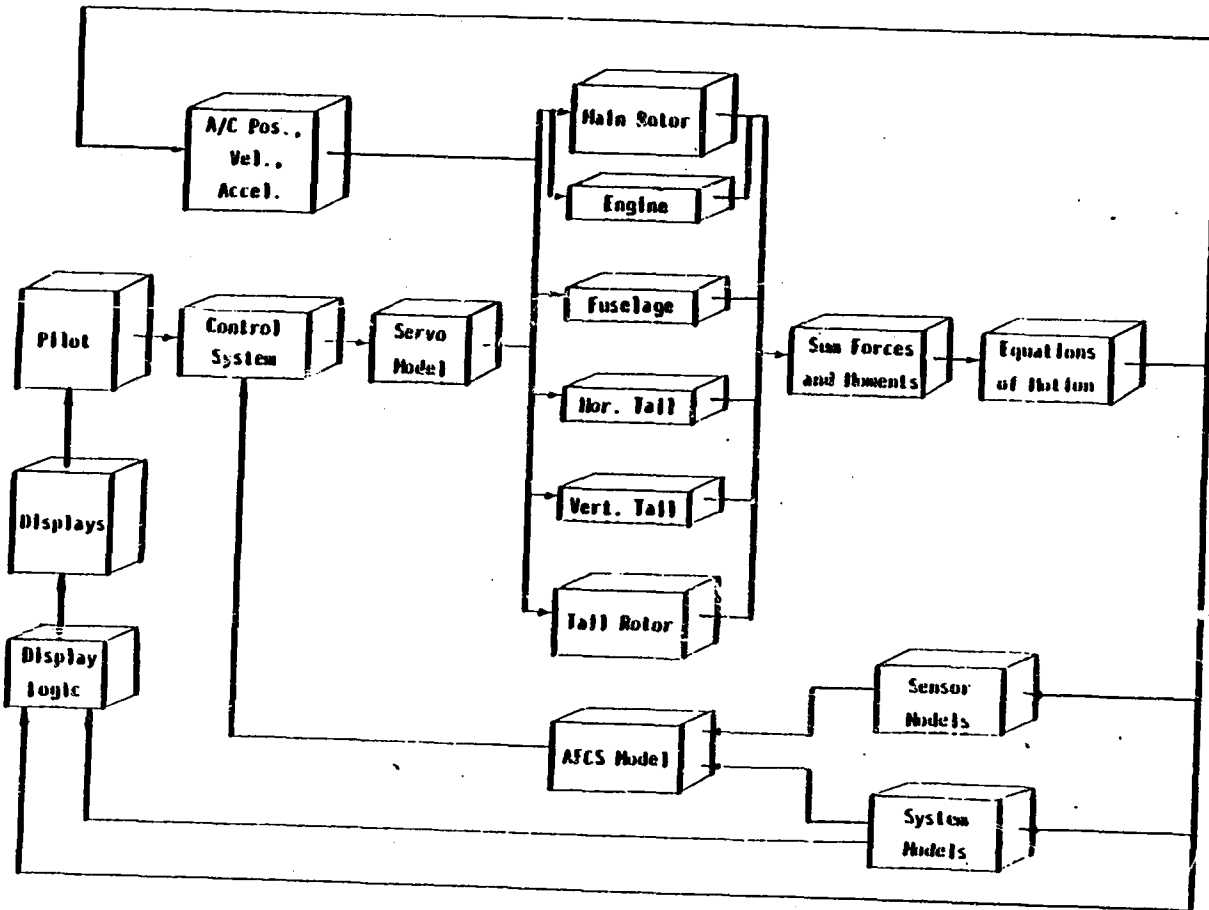 A/C Pos.,
Vel.,
Accel.
Main Rotor
Engine
Fuselage
Hor. Tail
Vert. Tail
Tail Rotor
Pilot
Control
System
Servo
Model
Sum Forces
and Moments
Equations
of Motion
Displays
Display
Logic
AFCS Model
Sensor
Models
System
Models